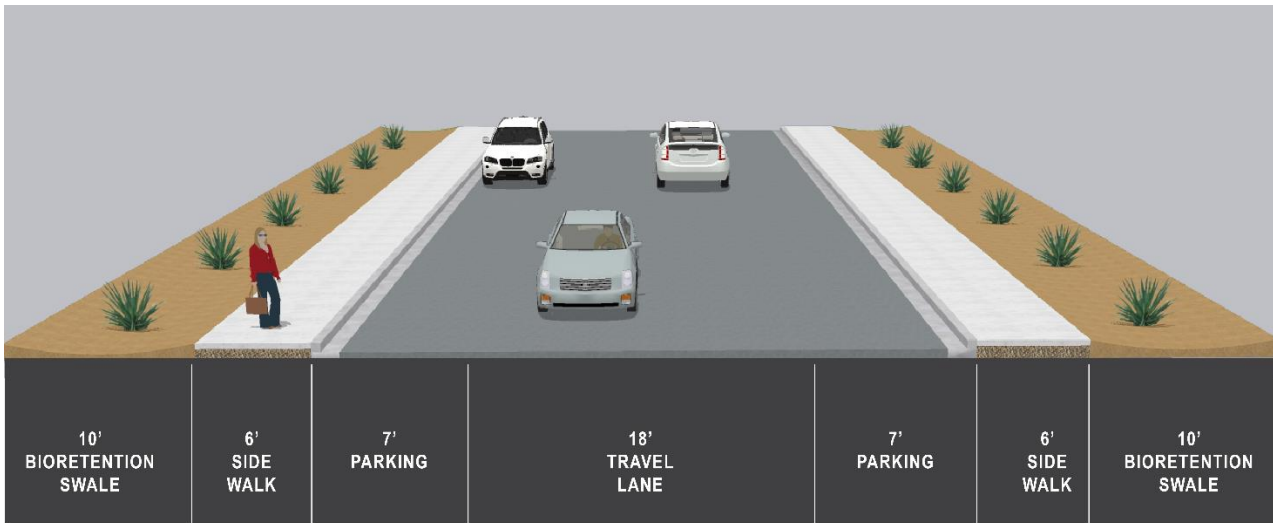 10’
BIORETENTION
SWALE
6’
SIDE
WALK
7’
PARKING
18’
TRAVEL
LANE
7’
PARKING
6’
SIDE
WALK
10’
BIORETENTION
SWALE